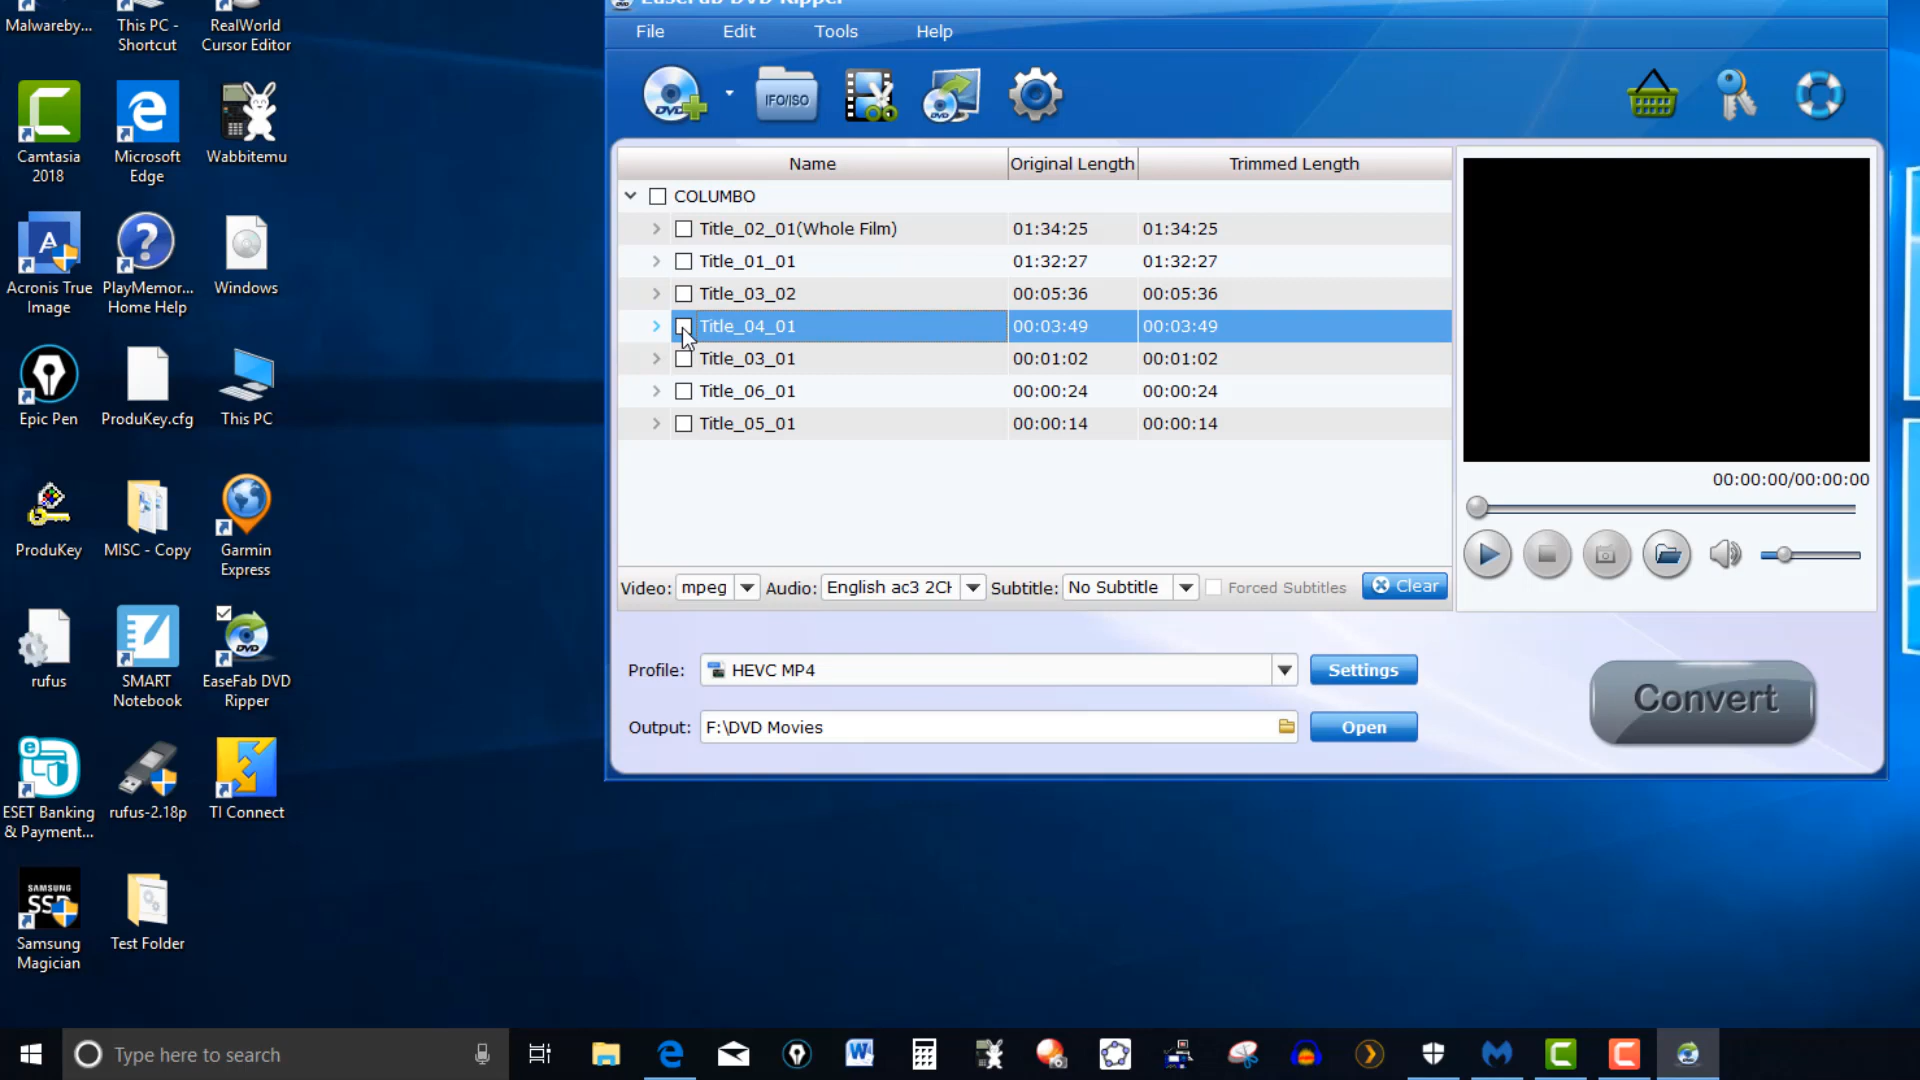 Malwareby...
This PC -
Shortcut
RealWorld
Cursor Editor
Camtasia
2018
Microsoft
Edge
Wabbitemu
Acronis True
Image
PlayMemor...
Home Help
Windows
Epic Pen
ProduKey.cfg
This PC
ProduKey
MISC - Copy
Garmin
Express
rufus
SMART
Notebook
DVD
EaseFab DVD
Ripper
ESET Banking
& Payment...
rufus-2.18p
TI Connect
SAMSUNG
SSD
Samsung
Magician
Test Folder
EaseFab DVD Ripper
File Edit Tools Help
DVD
IFO/ISO
DVD
Name Original Length Trimmed Length
COLUMBO
Title_02_01(Whole Film) 01:34:25 01:34:25
Title_01_01 01:32:27 01:32:27
Title_03_02 00:05:36 00:05:36
Title_04_01 00:03:49 00:03:49
Title_03_01 00:01:02 00:01:02
Title_06_01 00:00:24 00:00:24
Title_05_01 00:00:14 00:00:14
00:00:00/00:00:00
Video: mpeg Audio: English ac3 2CH Subtitle: No Subtitle Forced Subtitles Clear
Profile: HEVC MP4 Settings
Output: F:\DVD Movies Open
Convert
Type here to search